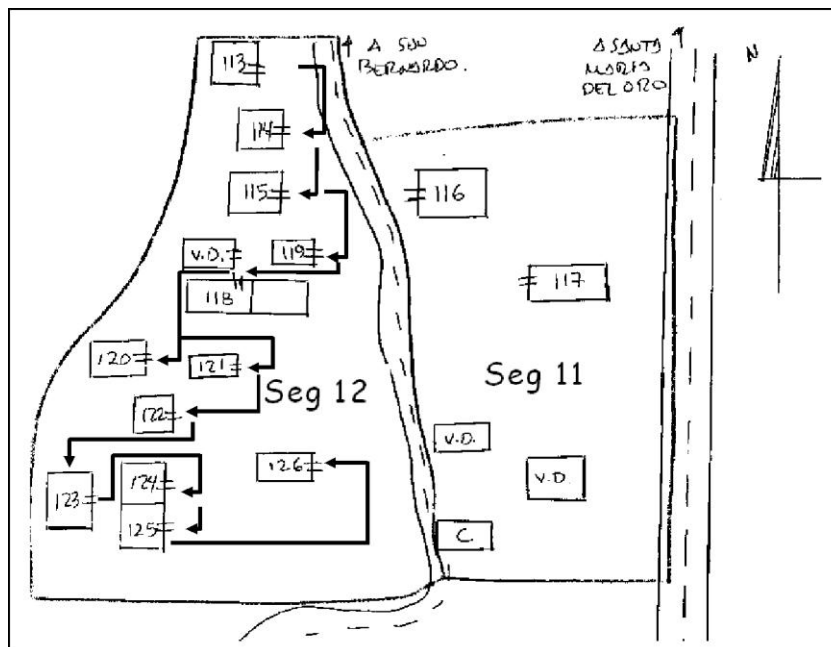 A SAN
BERNARDO.
A SANTA
MARIA
DEL ORO
N
113
114
115
116
V.D.
119
118
117
120
121
Seg 12
Seg 11
122
V.D.
126
V.D.
123
124
125
C.